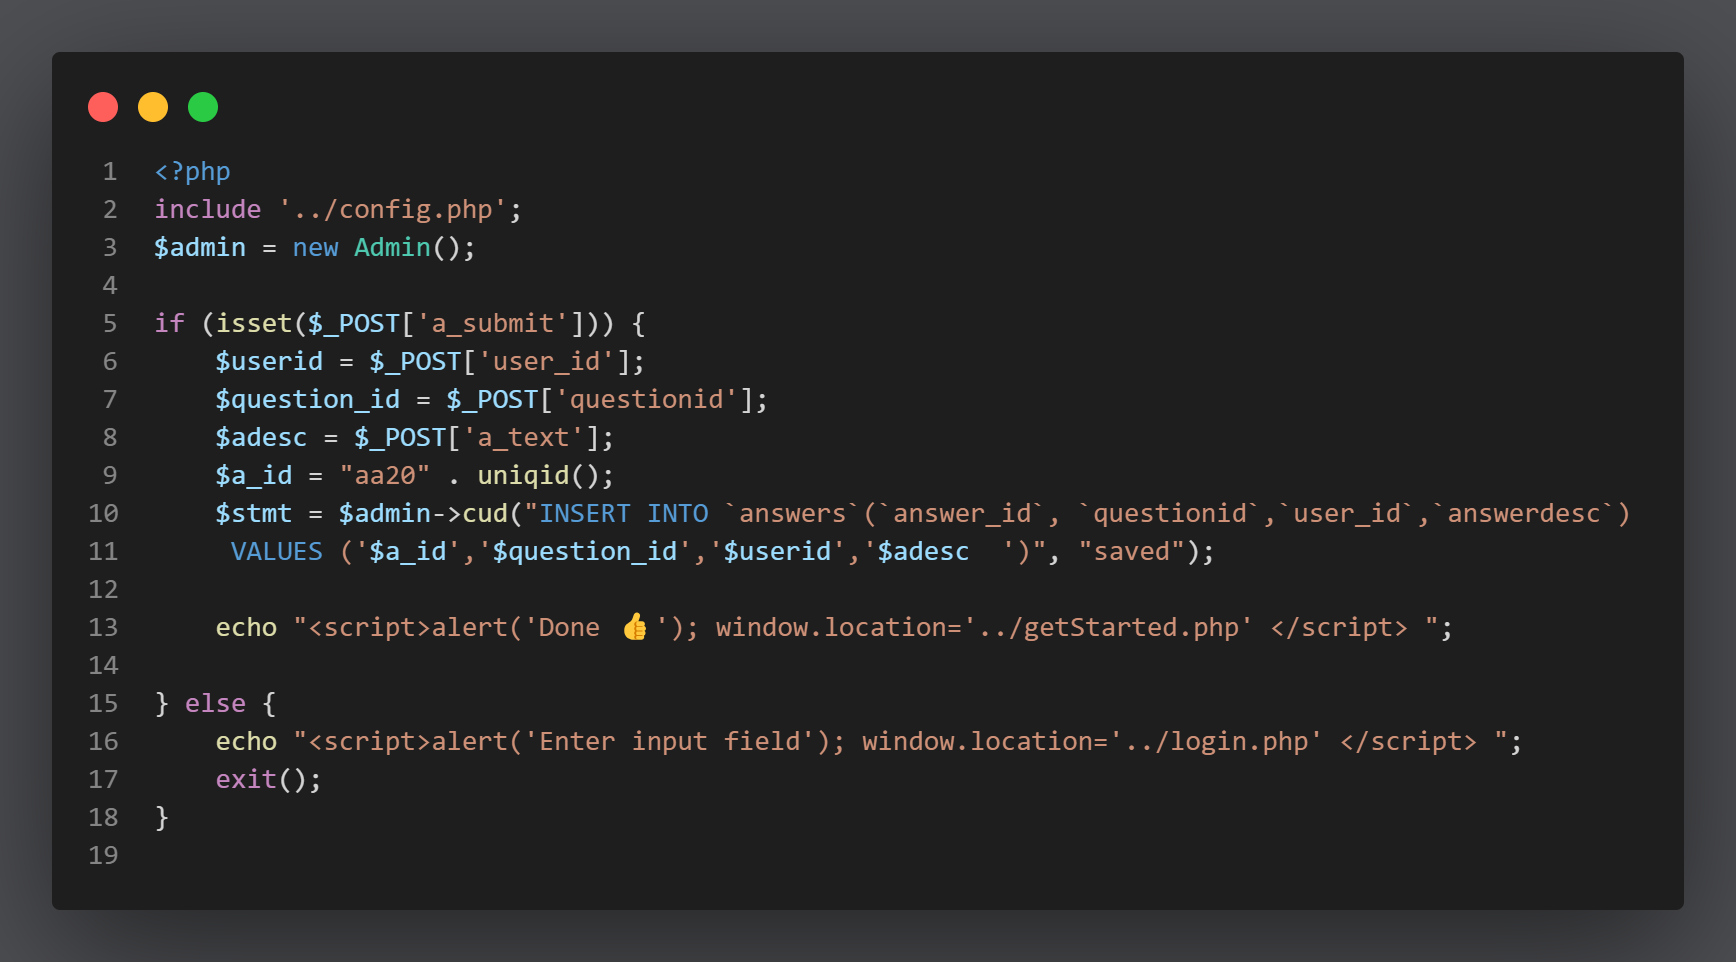 1 <?php
2 include '../config.php';
3 $admin = new Admin();
4
5 if (isset($_POST['a_submit'])) {
6     $userid = $_POST['user_id'];
7     $question_id = $_POST['questionid'];
8     $adesc = $_POST['a_text'];
9     $a_id = "aa20" . uniqid();
10     $stmt = $admin->cud("INSERT INTO `answers`(`answer_id`, `questionid`,`user_id`,`answerdesc`)
11      VALUES ('$a_id','$question_id','$userid','$adesc  ')", "saved");
12
13     echo "<script>alert('Done 👍'); window.location='../getStarted.php' </script> ";
14
15 } else {
16     echo "<script>alert('Enter input field'); window.location='../login.php' </script> ";
17     exit();
18 }
19